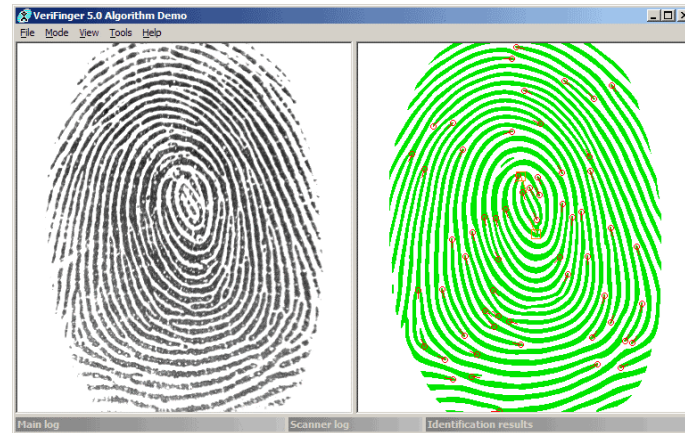 VeriFinger 5.0 Algorithm Demo
File Mode View Tools Help
Main log Scanner log Identification results